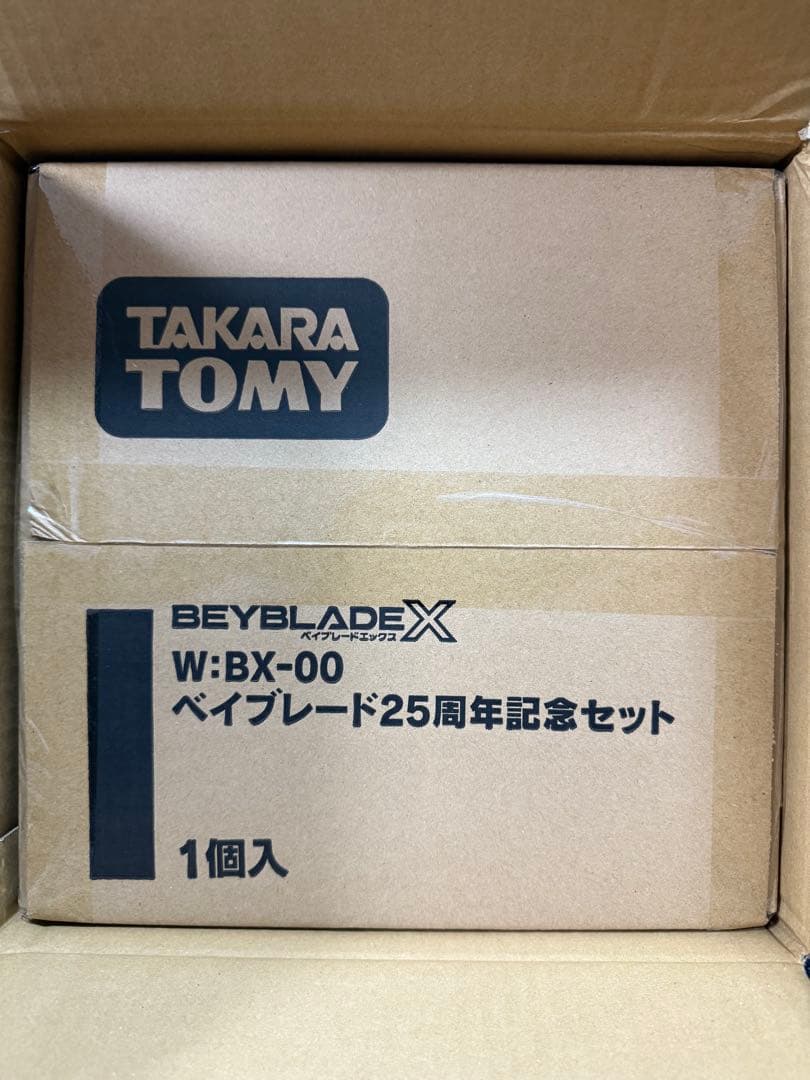 TAKARA
TOMY
BEYBLADE X
ベイブレードエックス
W:BX-00
ベイブレード25周年記念セット
1個入